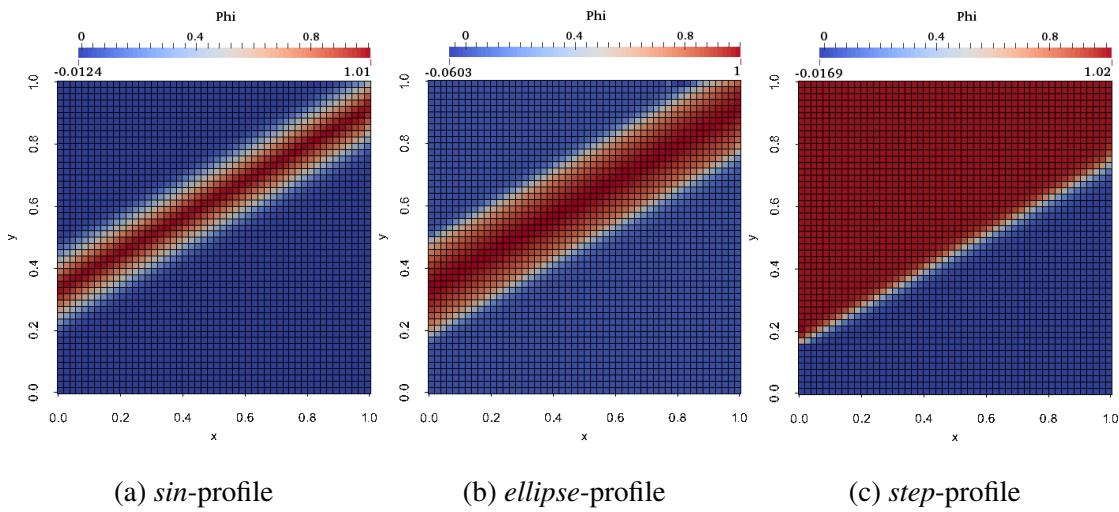 Phi
0 0.4 0.8
-0.0124 1.01
1.0
0.8
0.6
y
0.4
0.2
0.0
0.0 0.2 0.4 0.6 0.8 1.0
x
(a) sin-profile
Phi
0 0.4 0.8
-0.0603 1
1.0
0.8
0.6
y
0.4
0.2
0.0
0.0 0.2 0.4 0.6 0.8 1.0
x
(b) ellipse-profile
Phi
0 0.4 0.8
-0.0169 1.02
1.0
0.8
0.6
y
0.4
0.2
0.0
0.0 0.2 0.4 0.6 0.8 1.0
x
(c) step-profile